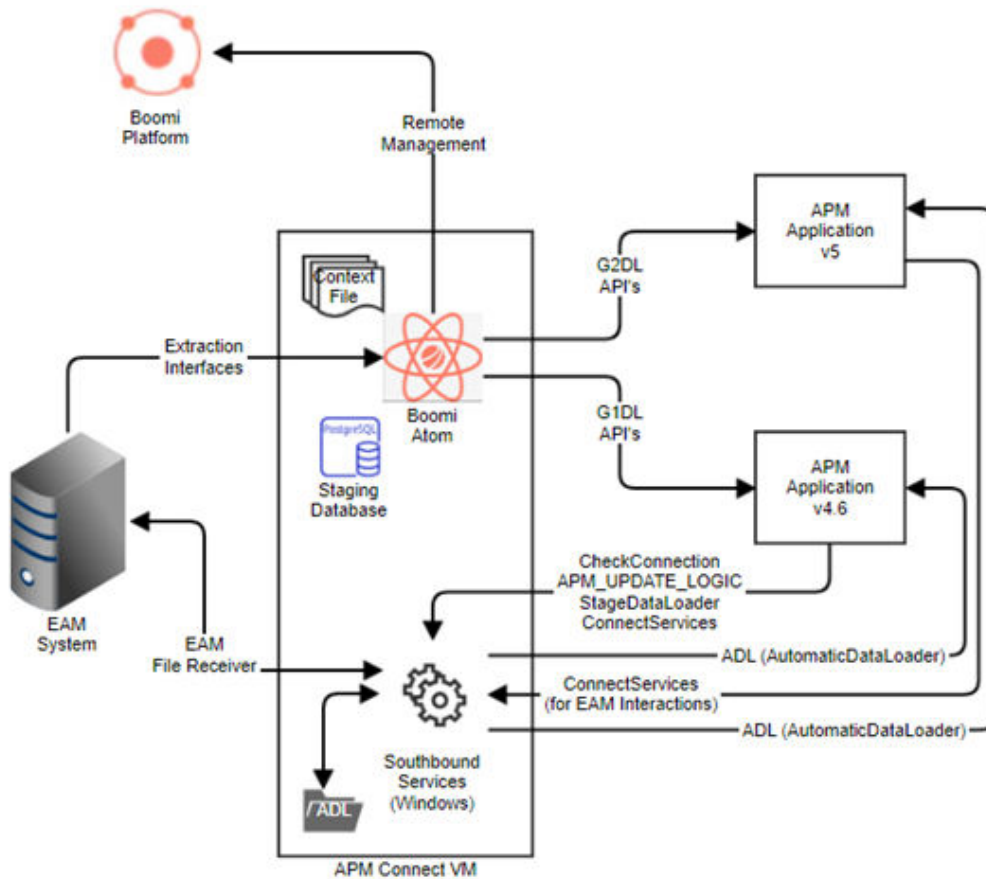 Boomi
Platform
Remote
Management
APM
Application
v5
G2DL
API's
Context
File
Extraction
Interfaces
Boomi
Atom
G1DL
API's
PostgreSQL
Staging
Database
APM
Application
v4.6
CheckConnection
APM_UPDATE_LOGIC
StageDataLoader
ConnectServices
EAM
System
EAM
File Receiver
ADL (AutomaticDataLoader)
ConnectServices
(for EAM Interactions)
ADL (AutomaticDataLoader)
Southbound
Services
(Windows)
/ADL
APM Connect VM